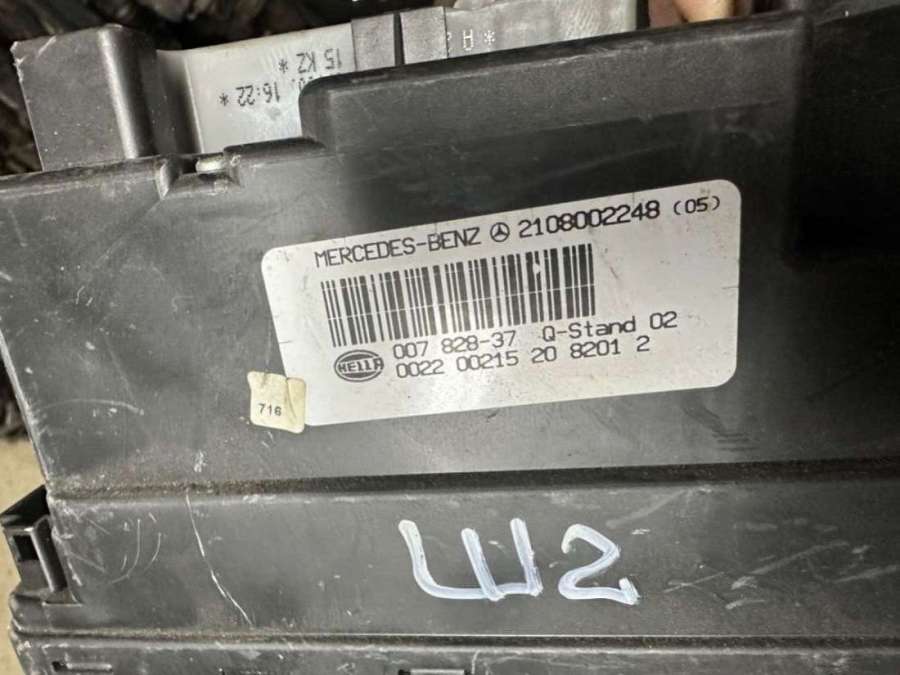 * A
15 KZ *
16:22 *
MERCEDES-BENZ 2108002248 (05)
007 828-37 Q-Stand 02
HELLA 0022 00215 20 8201 2
716
Ш2